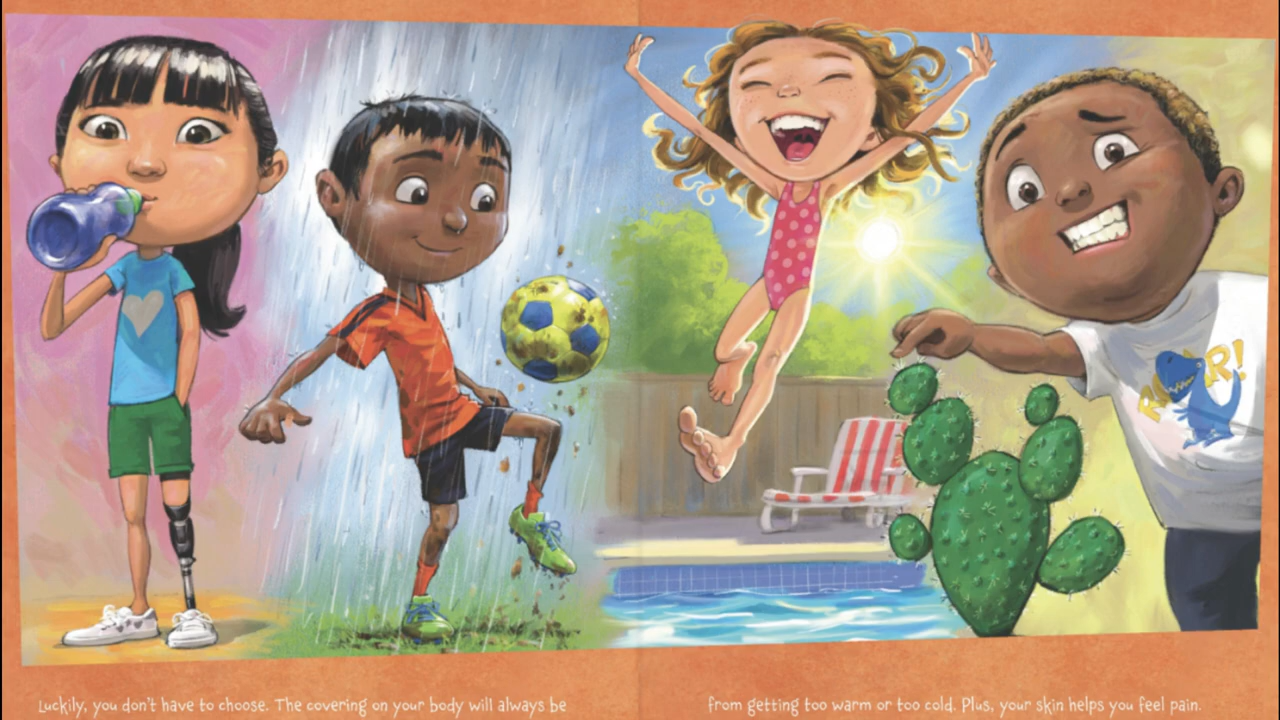 ROAR!
Luckily, you don't have to choose. The covering on your body will always be
from getting too warm or too cold. Plus, your skin helps you feel pain.